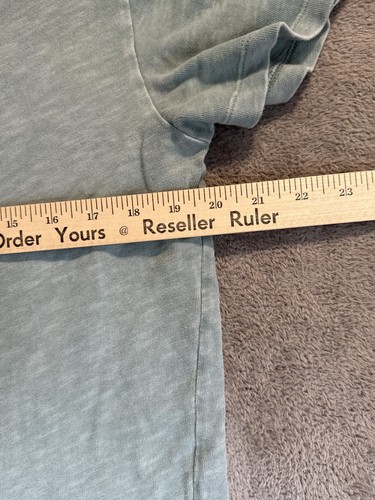 15 16 17 18 19 20 21 22 23
Order Yours @ Reseller Ruler